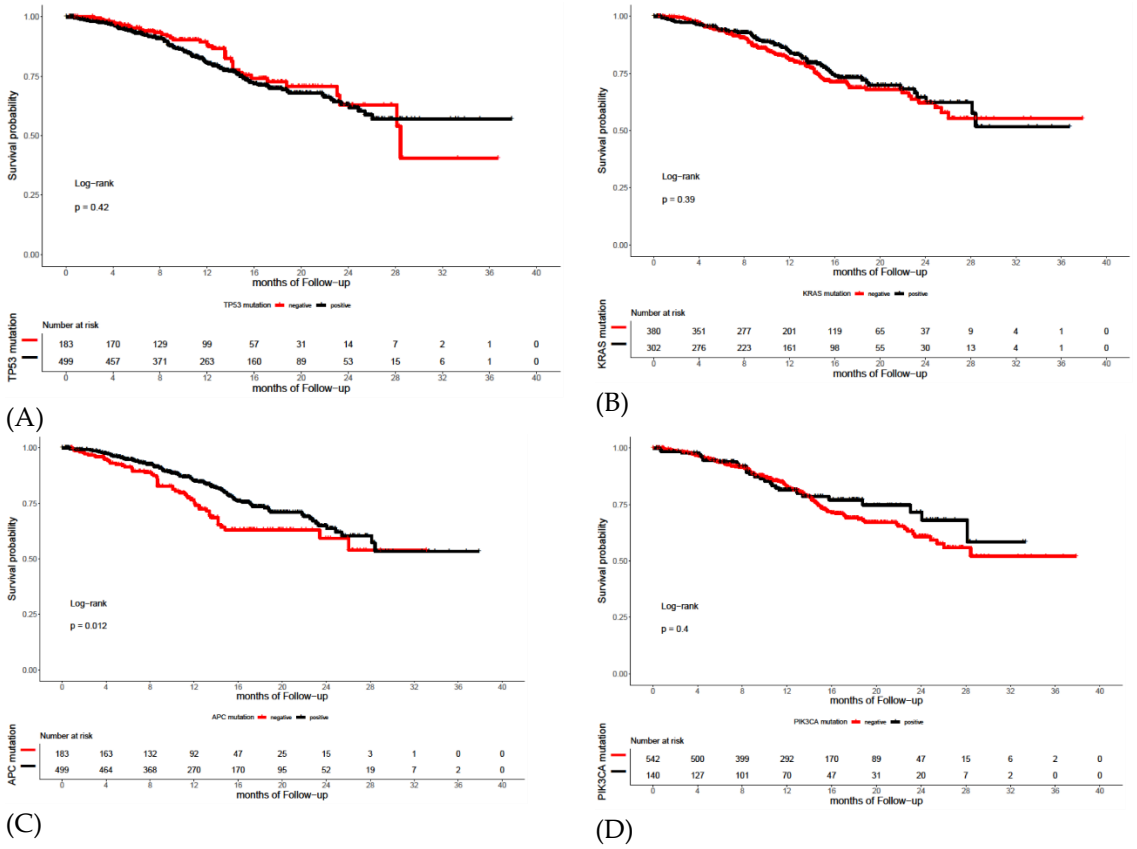 1.00
0.75
0.50
0.25
0.00
Survival probability
Log-rank
p = 0.42
0 4 8 12 16 20 24 28 32 36 40
months of Follow-up
TP53 mutation negative positive
Number at risk
TP53 mutation
183 170 129 99 57 31 14 7 2 1 0
499 457 371 263 160 89 53 15 6 1 0
0 4 8 12 16 20 24 28 32 36 40
months of Follow-up
(A)
1.00
0.75
0.50
0.25
0.00
Survival probability
Log-rank
p = 0.39
0 4 8 12 16 20 24 28 32 36 40
months of Follow-up
KRAS mutation negative positive
Number at risk
KRAS mutation
380 351 277 201 119 65 37 9 4 1 0
302 276 223 161 98 55 30 13 4 1 0
0 4 8 12 16 20 24 28 32 36 40
months of Follow-up
(B)
1.00
0.75
0.50
0.25
0.00
Survival probability
Log-rank
p = 0.012
0 4 8 12 16 20 24 28 32 36 40
months of Follow-up
APC mutation negative positive
Number at risk
APC mutation
183 163 132 92 47 25 15 3 1 0 0
499 464 368 270 170 95 52 19 7 2 0
0 4 8 12 16 20 24 28 32 36 40
months of Follow-up
(C)
1.00
0.75
0.50
0.25
0.00
Survival probability
Log-rank
p = 0.4
0 4 8 12 16 20 24 28 32 36 40
months of Follow-up
PIK3CA mutation negative positive
Number at risk
PIK3CA mutation
542 500 399 292 170 89 47 15 6 2 0
140 127 101 70 47 31 20 7 2 0 0
0 4 8 12 16 20 24 28 32 36 40
months of Follow-up
(D)